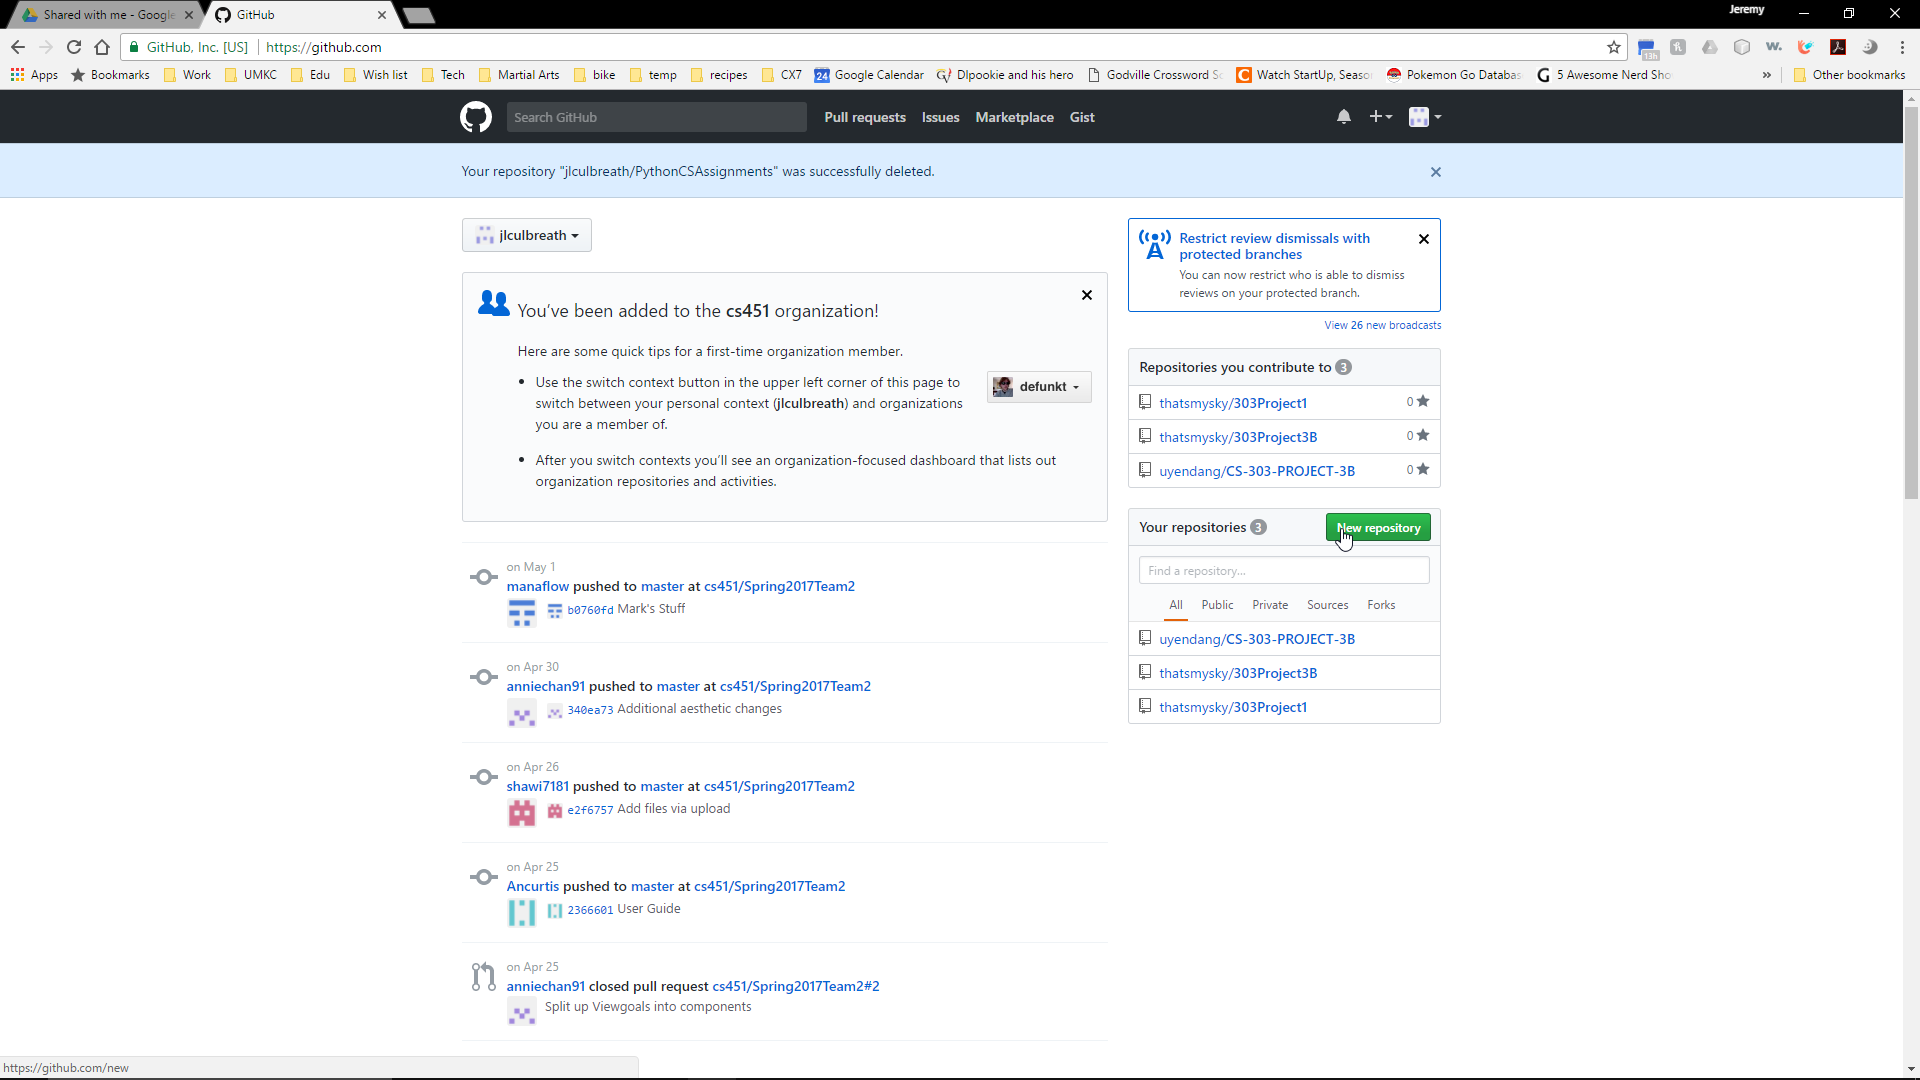 Shared with me - Google
GitHub
Jeremy
GitHub, Inc. [US]
https://github.com
13h
Apps
Bookmarks
Work
UMKC
Edu
Wish list
Tech
Martial Arts
bike
temp
recipes
CX7
24
Google Calendar
Dlpookie and his hero
Godville Crossword
Watch StartUp, Season
Pokemon Go Databas
5 Awesome Nerd Sho
»
Other bookmarks
Search GitHub
Pull requests
Issues
Marketplace
Gist
Your repository "jlculbreath/PythonCSAssignments" was successfully deleted.
jlculbreath
You've been added to the cs451 organization!
Here are some quick tips for a first-time organization member.
• Use the switch context button in the upper left corner of this page to
switch between your personal context (jlculbreath) and organizations
you are a member of.
defunkt
• After you switch contexts you'll see an organization-focused dashboard that lists out
organization repositories and activities.
on May 1
manaflow pushed to master at cs451/Spring2017Team2
b0760fd Mark's Stuff
on Apr 30
anniechan91 pushed to master at cs451/Spring2017Team2
340ea73 Additional aesthetic changes
on Apr 26
shawi7181 pushed to master at cs451/Spring2017Team2
e2f6757 Add files via upload
on Apr 25
Ancurtis pushed to master at cs451/Spring2017Team2
2366601 User Guide
on Apr 25
anniechan91 closed pull request cs451/Spring2017Team2#2
Split up Viewgoals into components
Restrict review dismissals with
protected branches
You can now restrict who is able to dismiss
reviews on your protected branch.
View 26 new broadcasts
Repositories you contribute to 3
thatsmysky/303Project1 0
thatsmysky/303Project3B 0
uyendang/CS-303-PROJECT-3B 0
Your repositories 3
New repository
Find a repository...
All
Public
Private
Sources
Forks
uyendang/CS-303-PROJECT-3B
thatsmysky/303Project3B
thatsmysky/303Project1
https://github.com/new